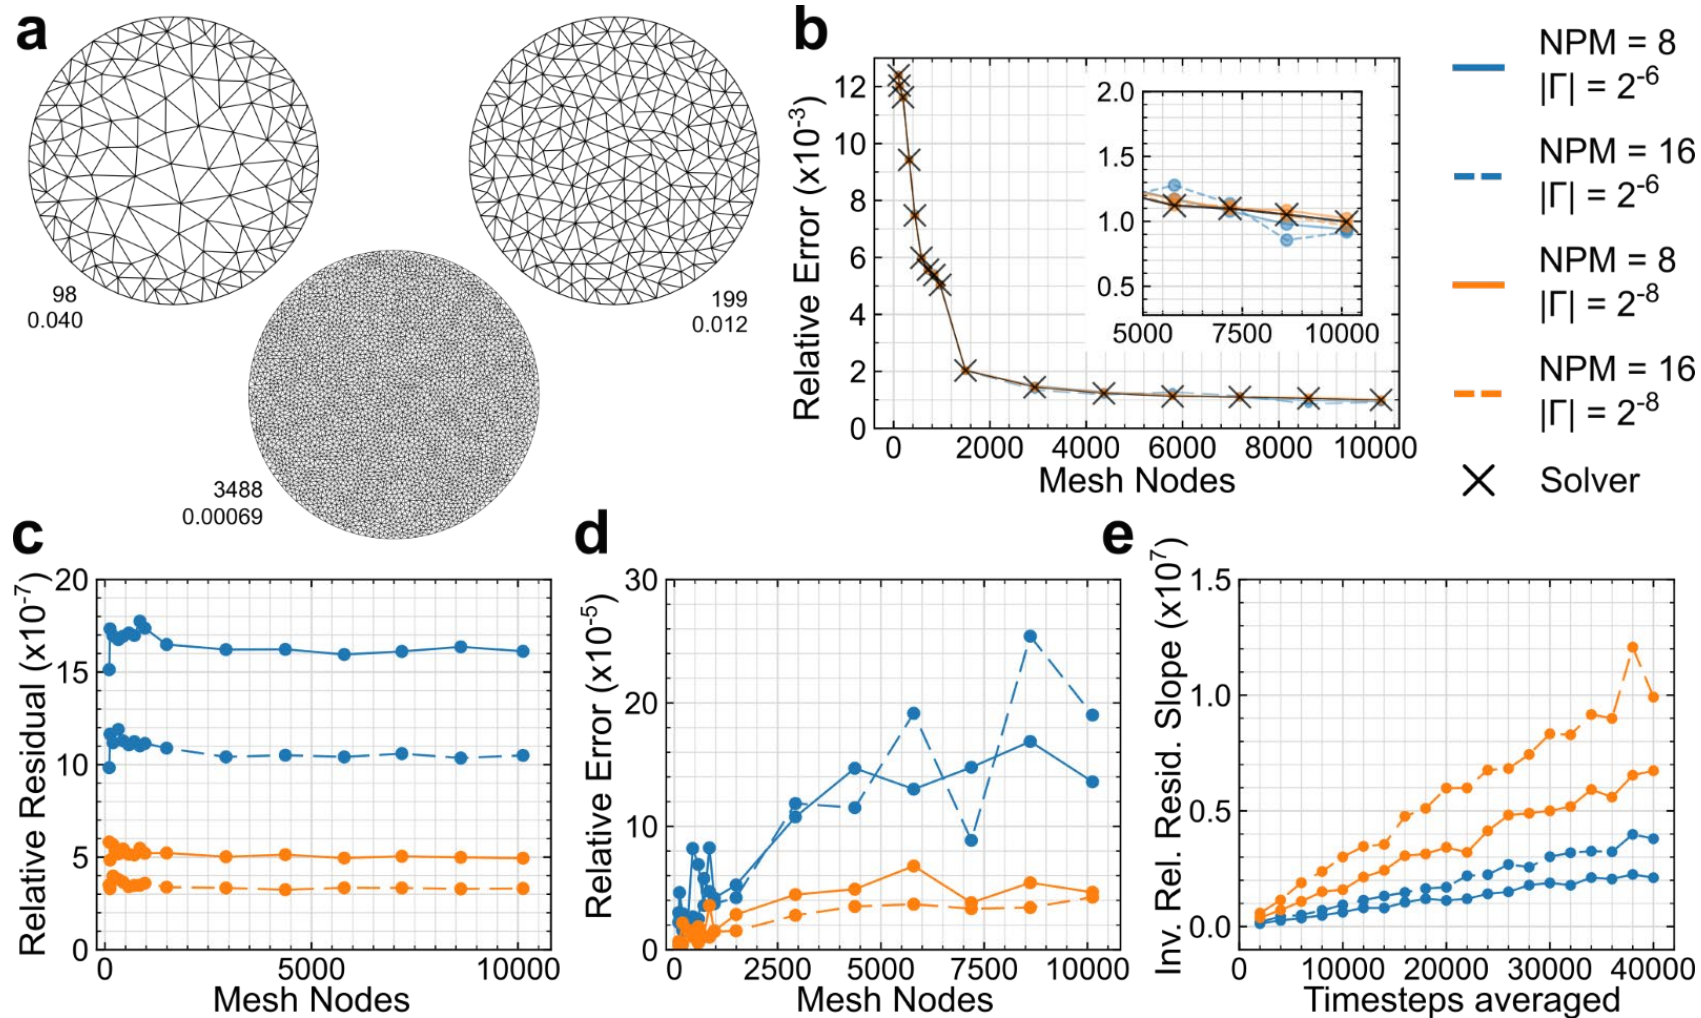 a
98
0.040
199
0.012
3488
0.00069
b
Relative Error (x10⁻³)
12
10
8
6
4
2
0
0 2000 4000 6000 8000 10000
Mesh Nodes
2.0
1.5
1.0
0.5
5000 7500 10000
NPM = 8
|Γ| = 2⁻⁶
NPM = 16
|Γ| = 2⁻⁶
NPM = 8
|Γ| = 2⁻⁸
NPM = 16
|Γ| = 2⁻⁸
Solver
c
Relative Residual (x10⁻⁷)
20
15
10
5
0
0 5000 10000
Mesh Nodes
d
Relative Error (x10⁻⁵)
30
20
10
0
0 2500 5000 7500 10000
Mesh Nodes
e
Inv. Rel. Resid. Slope (x10⁷)
1.5
1.0
0.5
0.0
0 10000 20000 30000 40000
Timesteps averaged